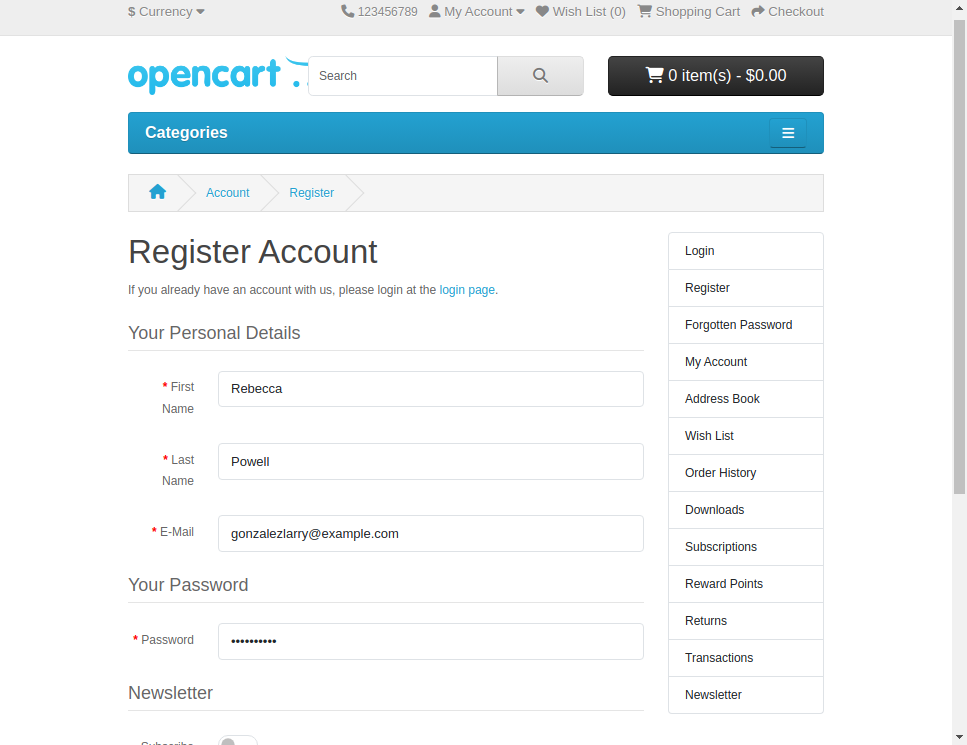 $ Currency 123456789 My Account Wish List (0) Shopping Cart Checkout
opencart Search 0 item(s) - $0.00
Categories
Account Register
Register Account
If you already have an account with us, please login at the login page.
Your Personal Details
* First Name Rebecca
* Last Name Powell
* E-Mail gonzalezlarry@example.com
Your Password
* Password ••••••••••
Newsletter
Subscribe
Login
Register
Forgotten Password
My Account
Address Book
Wish List
Order History
Downloads
Subscriptions
Reward Points
Returns
Transactions
Newsletter